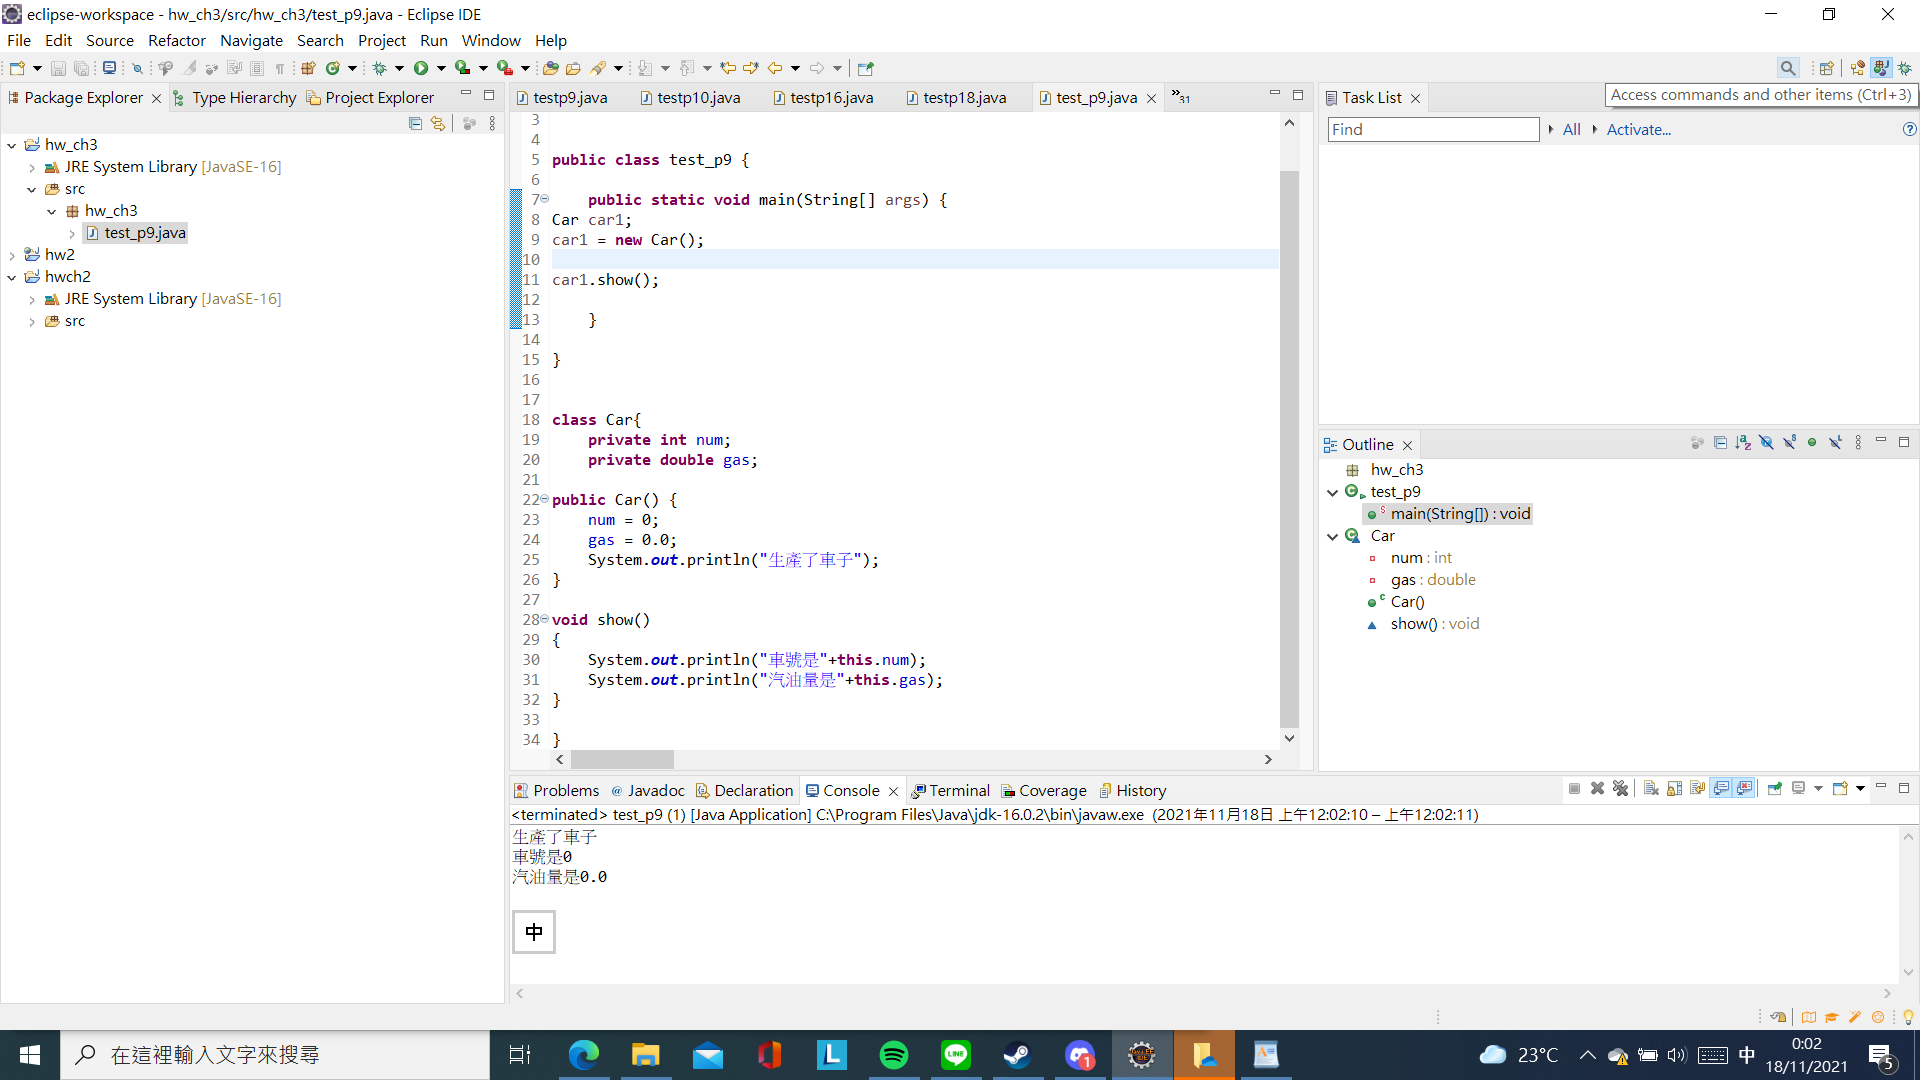 eclipse-workspace - hw_ch3/src/hw_ch3/test_p9.java - Eclipse IDE
File Edit Source Refactor Navigate Search Project Run Window Help
Package Explorer Type Hierarchy Project Explorer
hw_ch3
JRE System Library [JavaSE-16]
src
hw_ch3
test_p9.java
hw2
hwch2
JRE System Library [JavaSE-16]
src
testp9.java testp10.java testp16.java testp18.java test_p9.java »31
3
4
5 public class test_p9 {
6
7 public static void main(String[] args) {
8 Car car1;
9 car1 = new Car();
10
11 car1.show();
12
13 }
14
15 }
16
17
18 class Car{
19 private int num;
20 private double gas;
21
22 public Car() {
23 num = 0;
24 gas = 0.0;
25 System.out.println("生產了車子");
26 }
27
28 void show()
29 {
30 System.out.println("車號是"+this.num);
31 System.out.println("汽油量是"+this.gas);
32 }
33
34 }
Task List
Access commands and other items (Ctrl+3)
Find All Activate...
Outline
hw_ch3
test_p9
main(String[]) : void
Car
num : int
gas : double
Car()
show() : void
Problems Javadoc Declaration Console Terminal Coverage History
<terminated> test_p9 (1) [Java Application] C:\Program Files\Java\jdk-16.0.2\bin\javaw.exe (2021年11月18日 上午12:02:10 – 上午12:02:11)
生產了車子
車號是0
汽油量是0.0
中
在這裡輸入文字來搜尋
L
LINE
1
23°C
中
0:02
18/11/2021
5